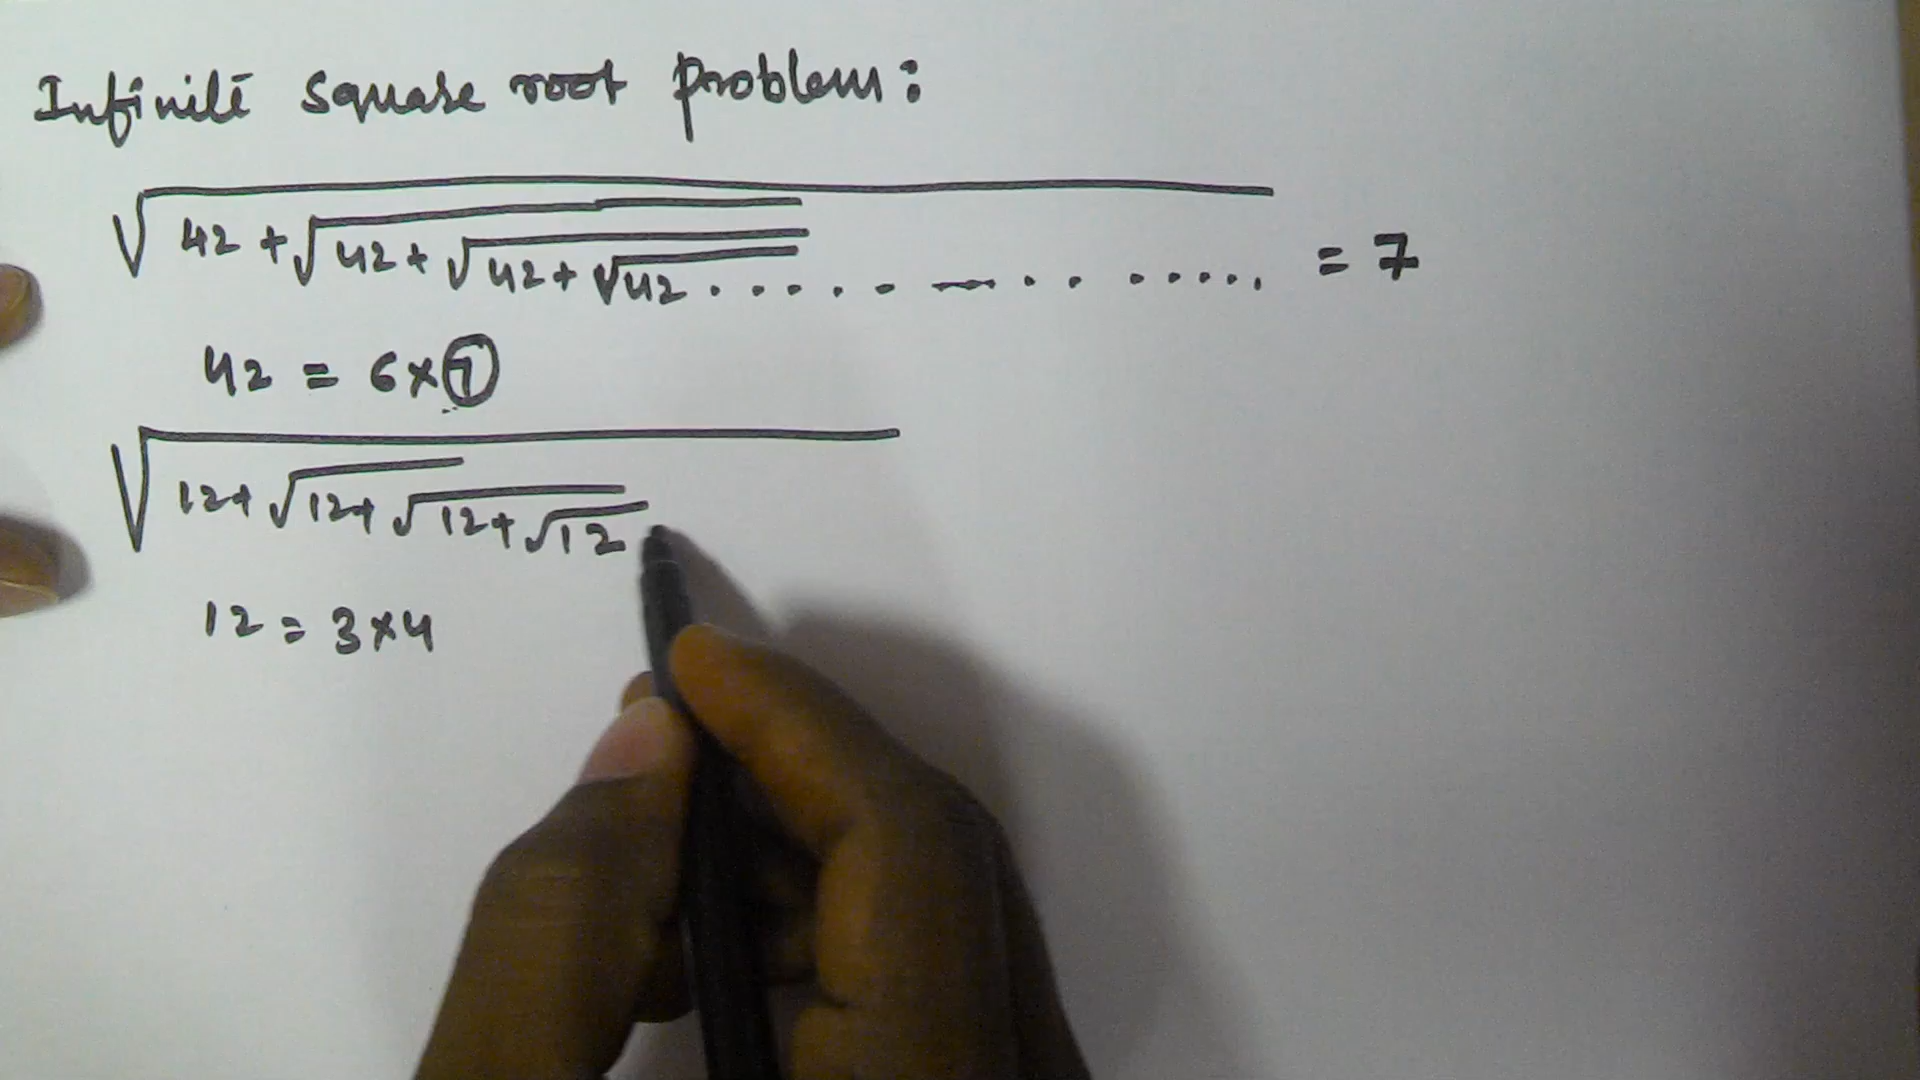 Infinite square root problem:
√42 + √42 + √42 + √42 . . . . . — . . . . . . . = 7
42 = 6 × 7
√12 + √12 + √12 + √12
12 = 3 × 4